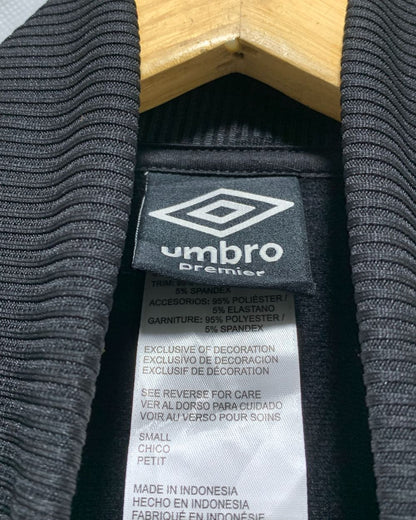 umbro
premier
5% SPANDEX
ACCESORIOS: 95% POLIÉSTER /
5% ELASTANO
GARNITURE: 95% POLYESTER /
5% SPANDEX
EXCLUSIVE OF DECORATION
EXCLUSIVO DE DECORACIÓN
EXCLUSIF DE DÉCORATION
SEE REVERSE FOR CARE
VER AL DORSO PARA CUIDADO
VOIR AU VERSO POUR SOINS
SMALL
CHICO
PETIT
MADE IN INDONESIA
HECHO EN INDONESIA
FABRIQUÉ EN INDONÉSIE